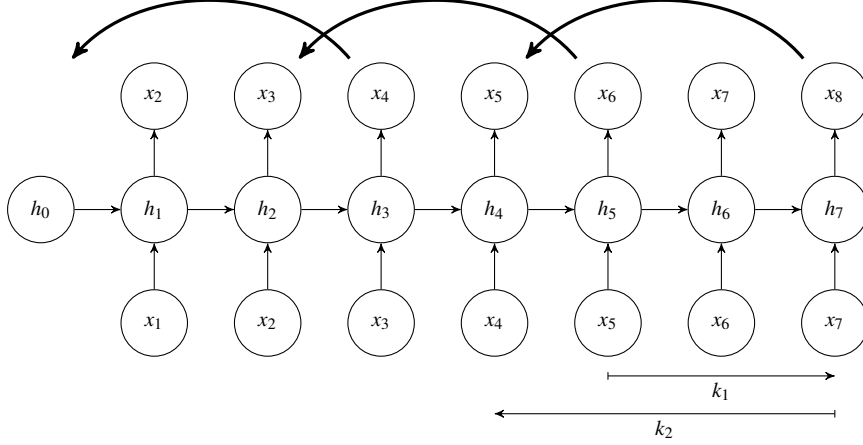 x₂ x₃ x₄ x₅ x₆ x₇ x₈
h₀ h₁ h₂ h₃ h₄ h₅ h₆ h₇
x₁ x₂ x₃ x₄ x₅ x₆ x₇
k₁
k₂